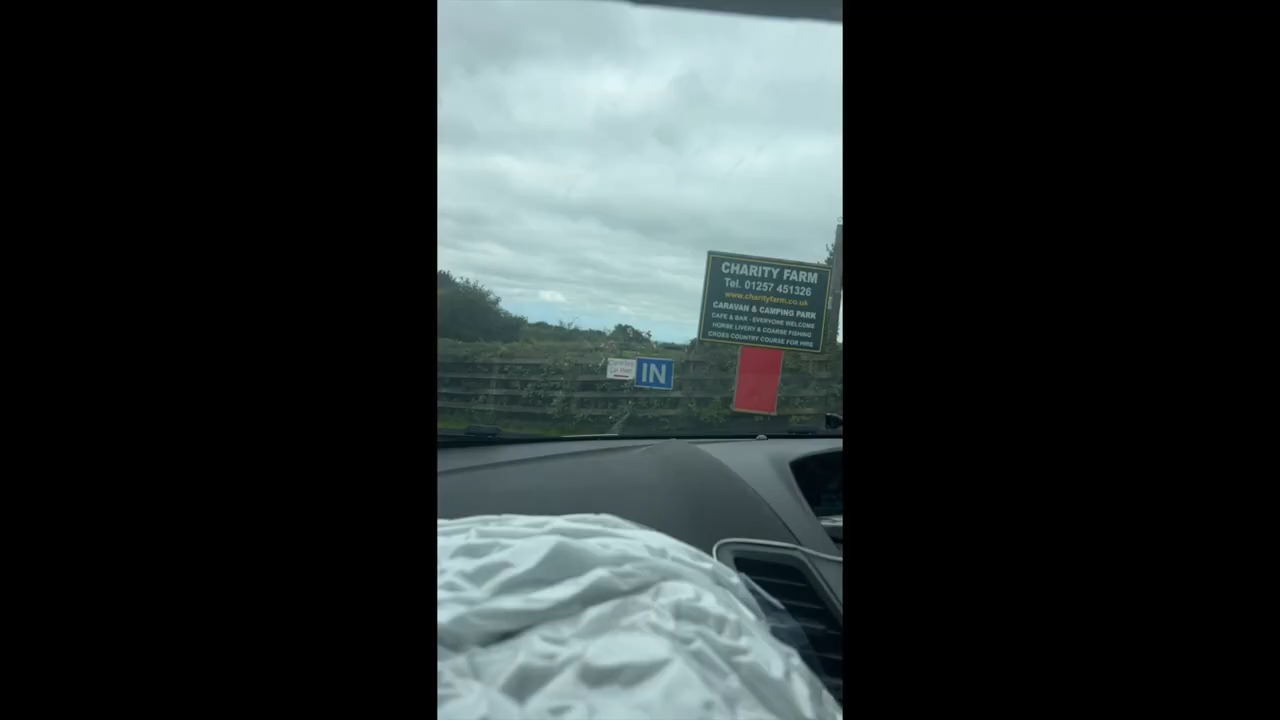 CHARITY FARM
Tel. 01257 451326
www.charityfarm.co.uk
CARAVAN & CAMPING PARK
CAFE & BAR - EVERYONE WELCOME
HORSE LIVERY & COARSE FISHING
CROSS COUNTRY COURSE FOR HIRE
IN